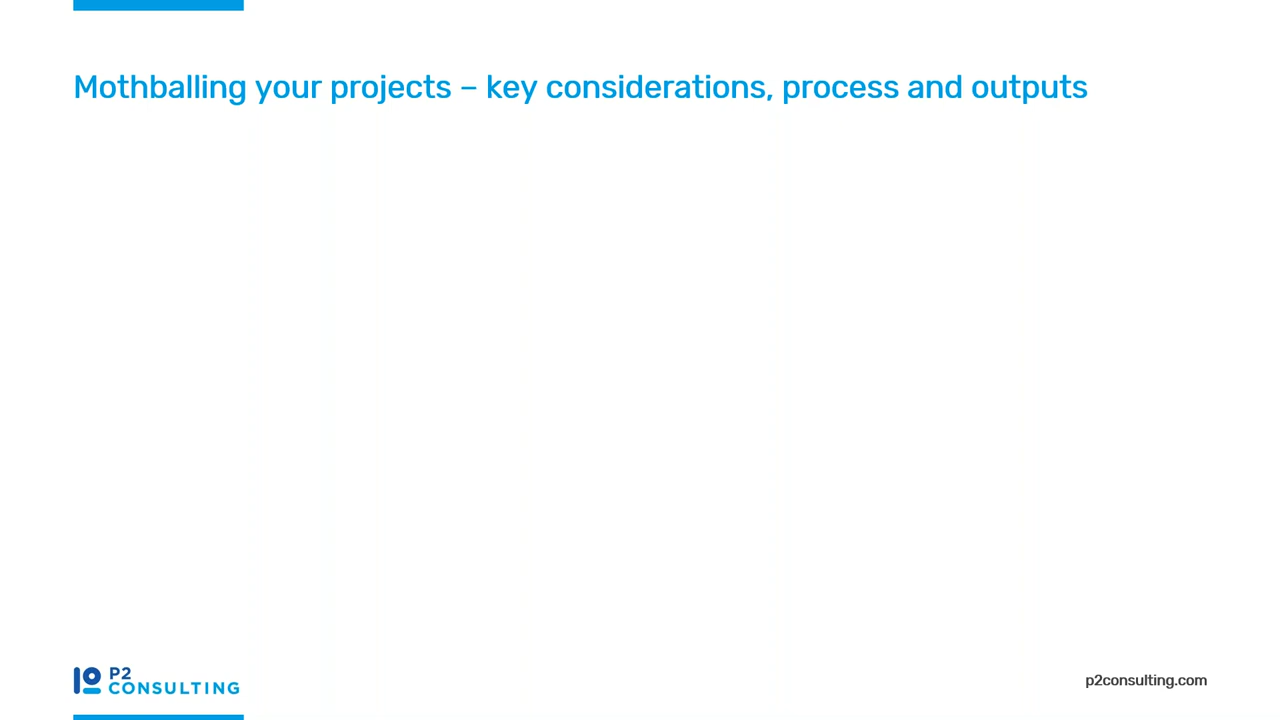 Mothballing your projects – key considerations, process and outputs
P2
CONSULTING
p2consulting.com